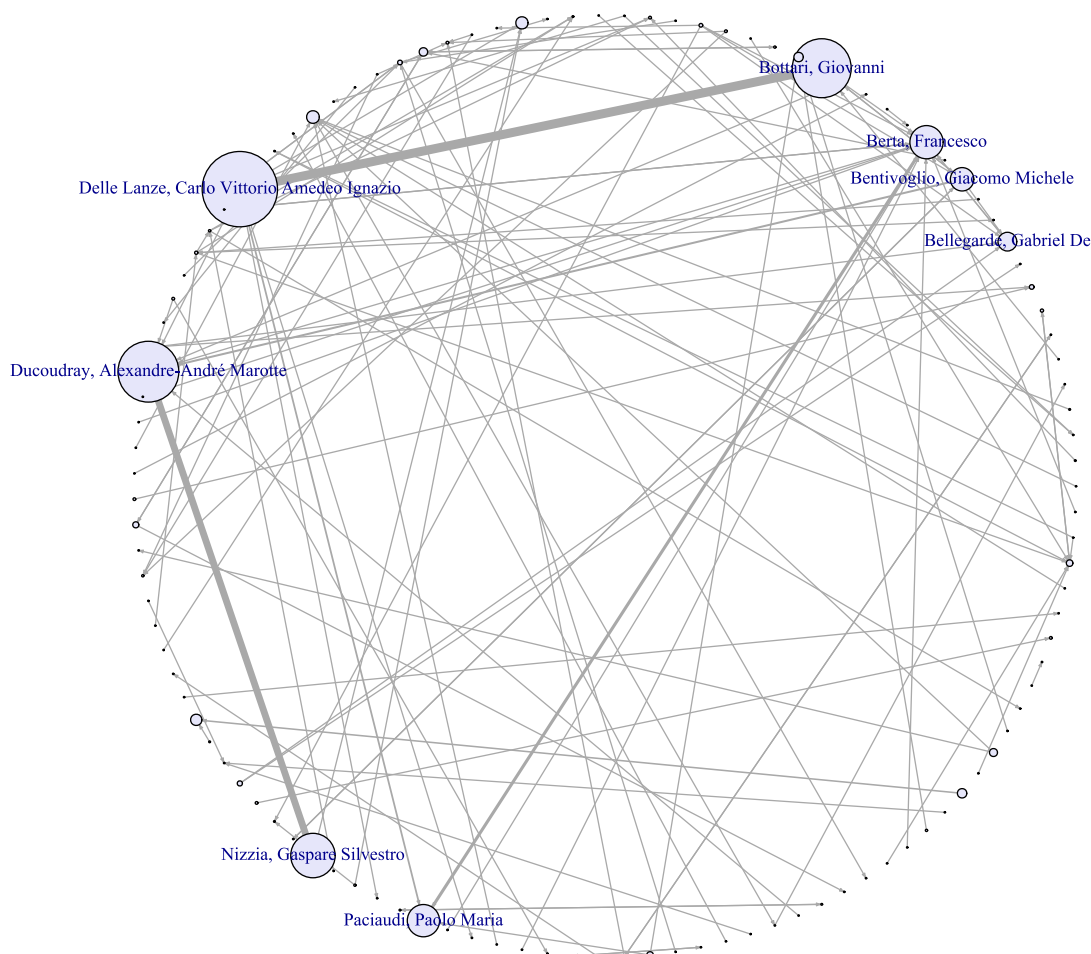 Bottari, Giovanni
Berta, Francesco
Bentivoglio, Giacomo Michele
Delle Lanze, Carlo Vittorio Amedeo Ignazio
Bellegarde, Gabriel De
Ducoudray, Alexandre-André Marotte
Nizzia, Gaspare Silvestro
Paciaudi, Paolo Maria